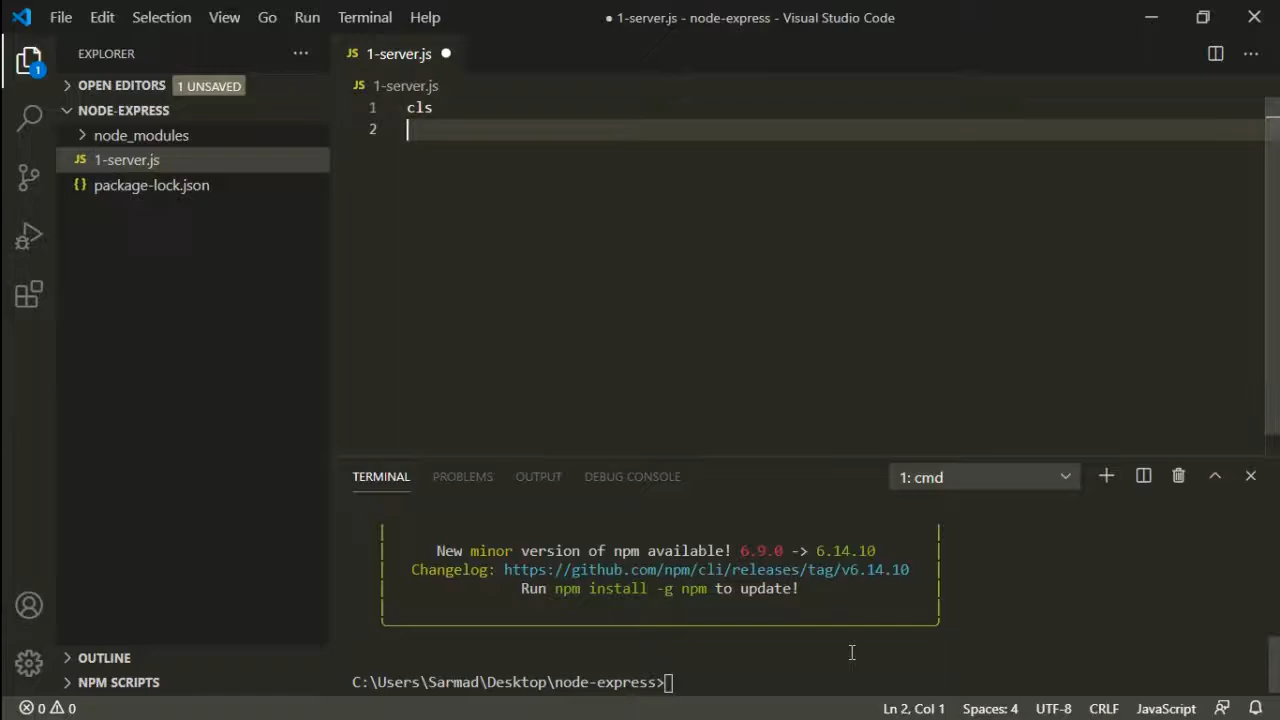 File Edit Selection View Go Run Terminal Help
● 1-server.js - node-express - Visual Studio Code
EXPLORER
1
OPEN EDITORS 1 UNSAVED
NODE-EXPRESS
node_modules
JS 1-server.js
{} package-lock.json
OUTLINE
NPM SCRIPTS
JS 1-server.js ●
JS 1-server.js
1 cls
2
TERMINAL PROBLEMS OUTPUT DEBUG CONSOLE
1: cmd
New minor version of npm available! 6.9.0 -> 6.14.10
Changelog: https://github.com/npm/cli/releases/tag/v6.14.10
Run npm install -g npm to update!
C:\Users\Sarmad\Desktop\node-express>
0 0
Ln 2, Col 1 Spaces: 4 UTF-8 CRLF JavaScript